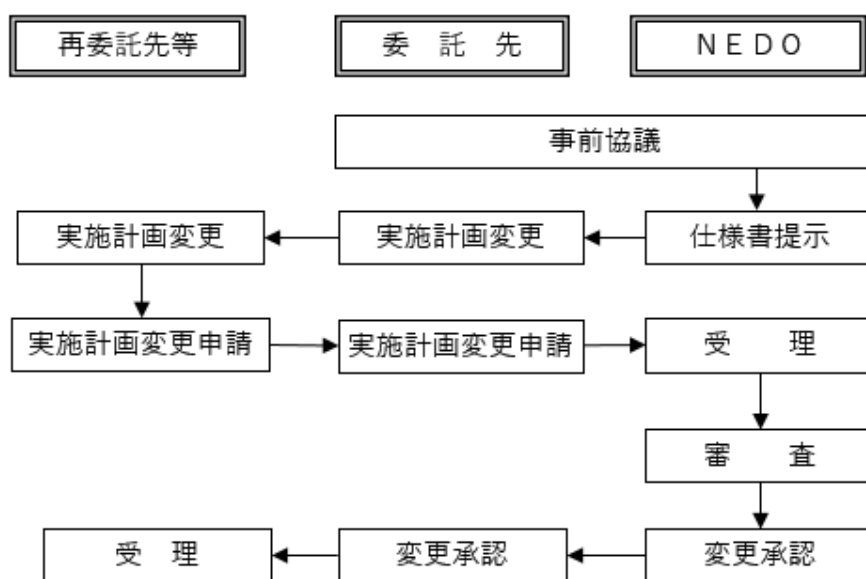 再委託先等
委　託　先
ＮＥＤＯ
事前協議
実施計画変更
実施計画変更
仕様書提示
実施計画変更申請
実施計画変更申請
受　　理
審　　査
受　理
変更承認
変更承認